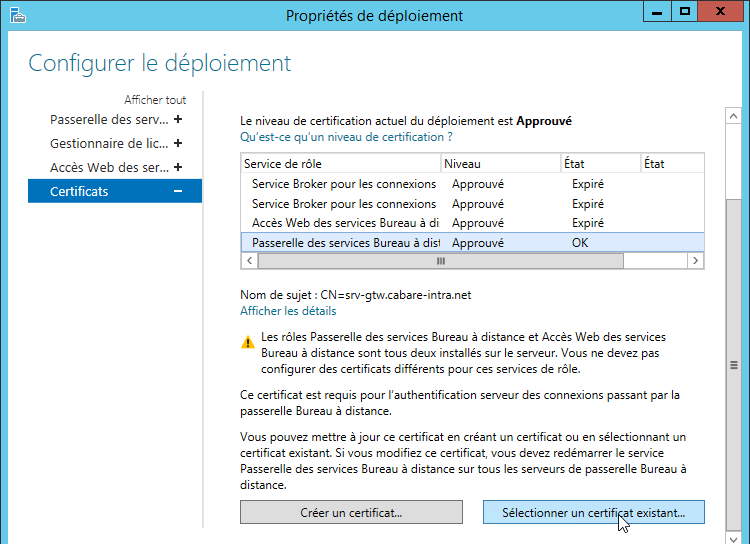 Propriétés de déploiement
Configurer le déploiement
Afficher tout
Passerelle des serv... +
Gestionnaire de lic... +
Accès Web des ser... +
Certificats −
Le niveau de certification actuel du déploiement est Approuvé
Qu'est-ce qu'un niveau de certification ?
Service de rôle Niveau État État
Service Broker pour les connexions Approuvé Expiré
Service Broker pour les connexions Approuvé Expiré
Accès Web des services Bureau à di Approuvé Expiré
Passerelle des services Bureau à dist Approuvé OK
Nom de sujet : CN=srv-gtw.cabare-intra.net
Afficher les détails
Les rôles Passerelle des services Bureau à distance et Accès Web des services
Bureau à distance sont tous deux installés sur le serveur. Vous ne devez pas
configurer des certificats différents pour ces services de rôle.
Ce certificat est requis pour l'authentification serveur des connexions passant par la
passerelle Bureau à distance.
Vous pouvez mettre à jour ce certificat en créant un certificat ou en sélectionnant un
certificat existant. Si vous modifiez ce certificat, vous devez redémarrer le service
Passerelle des services Bureau à distance sur tous les serveurs de passerelle Bureau à
distance.
Créer un certificat... Sélectionner un certificat existant...